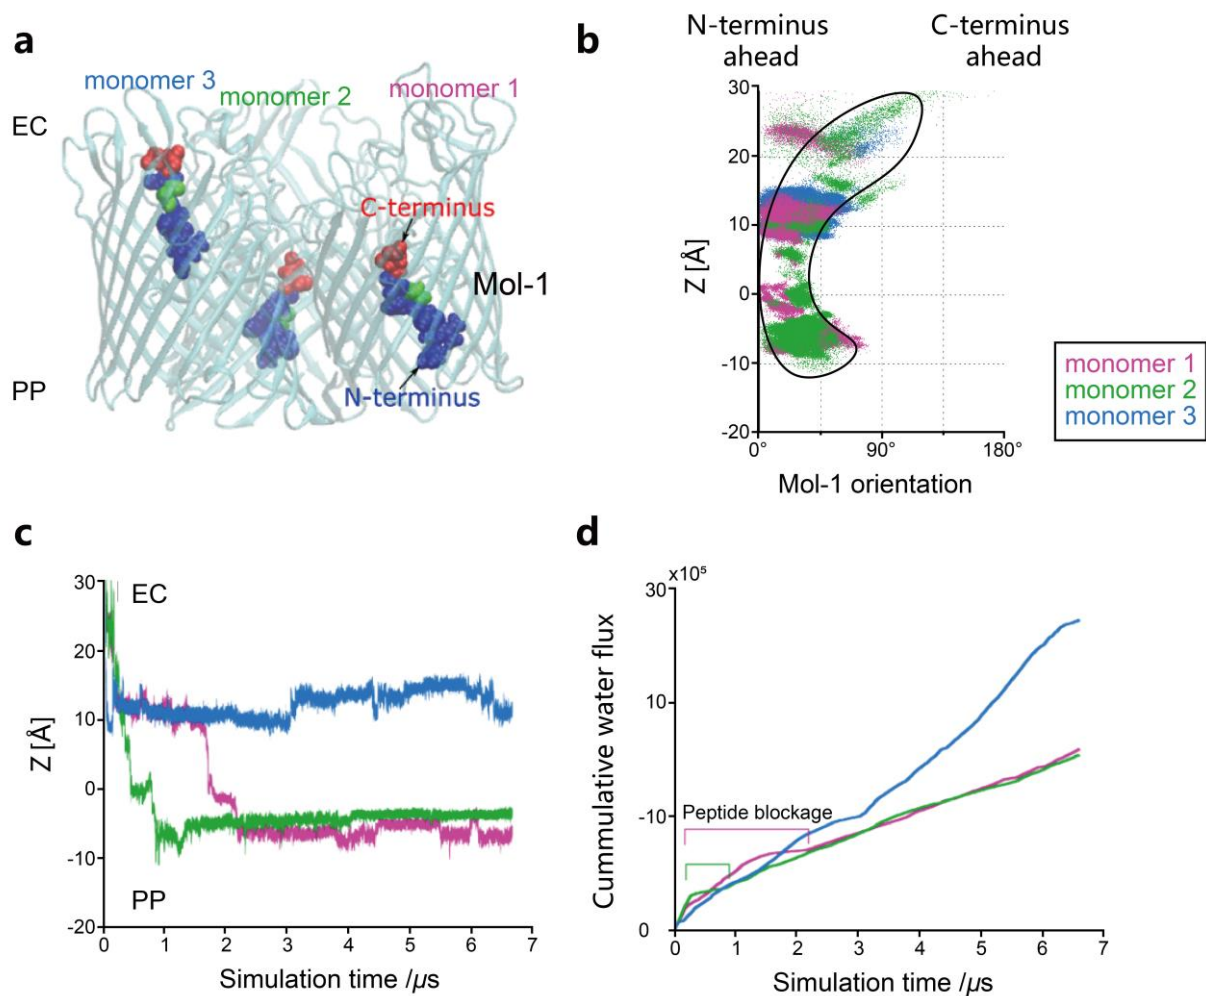 a
monomer 3
monomer 2
monomer 1
EC
C-terminus
Mol-1
PP
N-terminus
b
N-terminus
ahead
C-terminus
ahead
30
20
10
0
-10
-20
Z [Å]
0°
90°
180°
Mol-1 orientation
monomer 1
monomer 2
monomer 3
c
30
20
10
0
-10
-20
Z [Å]
EC
PP
0
1
2
3
4
5
6
7
Simulation time /µs
d
x10⁵
30
10
-10
0
Cummulative water flux
Peptide blockage
0
1
2
3
4
5
6
7
Simulation time /µs